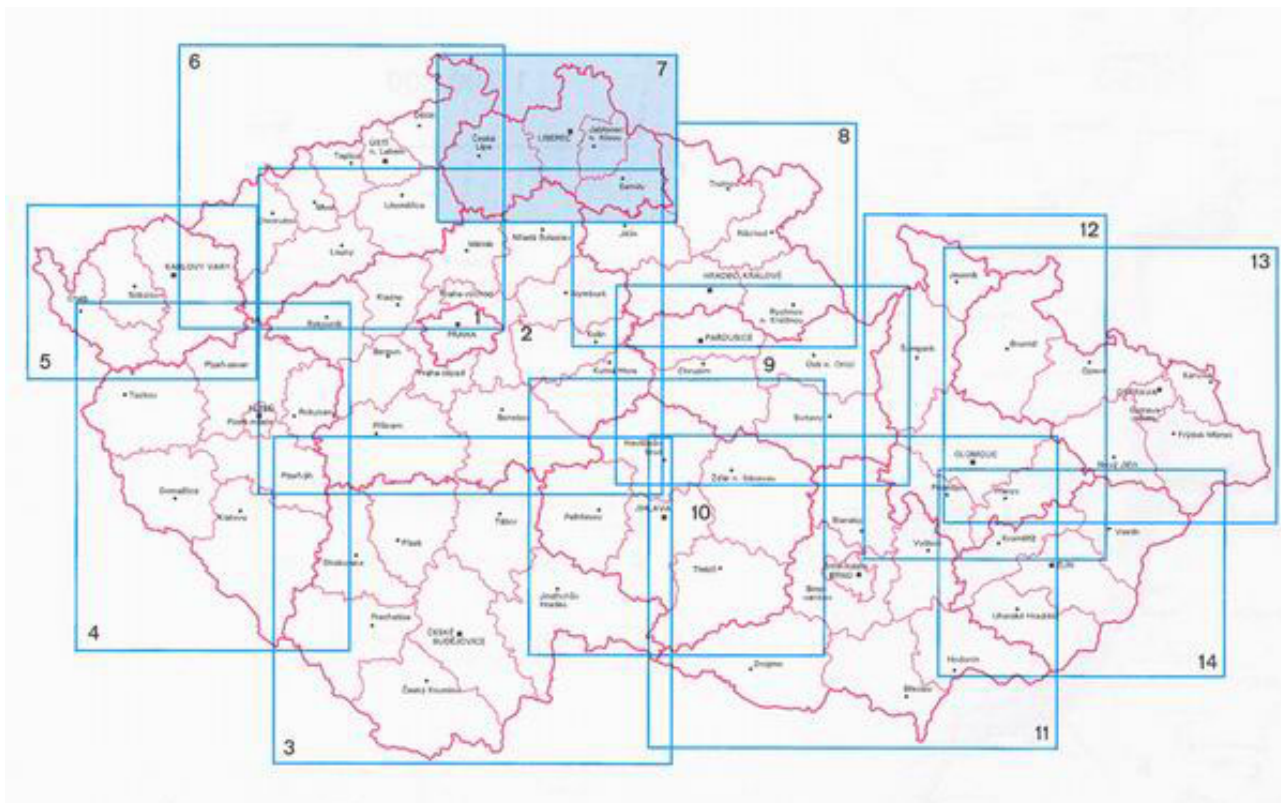 6
7
8
Děčín
Česká
Lípa
LIBEREC
Jablonec
n. Nisou
ÚSTÍ
n. Labem
Teplice
Most
Chomutov
Litoměřice
Louny
Semily
Trutnov
Náchod
Jičín
Mladá Boleslav
Mělník
KARLOVY VARY
Sokolov
Cheb
5
HRADEC KRÁLOVÉ
Rychnov
n. Kněžnou
12
13
Jeseník
Kladno
Praha-východ
Nymburk
Rakovník
1
PRAHA
2
Kolín
PARDUBICE
Beroun
Praha-západ
Kutná Hora
Chrudim
Ústí n. Orlicí
Šumperk
Bruntál
Opava
Karviná
OSTRAVA
Frýdek-Místek
Nový Jičín
Plzeň-sever
Tachov
Rokycany
Plzeň-jih
Příbram
Benešov
9
Svitavy
Havlíčkův
Brod
Žďár n. Sázavou
OLOMOUC
Prostějov
Přerov
Domažlice
Klatovy
Písek
Tábor
Pelhřimov
JIHLAVA
10
Blansko
Vyškov
Kroměříž
Vsetín
ZLÍN
Strakonice
Třebíč
BRNO
Jindřichův
Hradec
Uherské Hradiště
4
Prachatice
ČESKÉ
BUDĚJOVICE
Znojmo
Hodonín
14
Český Krumlov
Břeclav
3
11